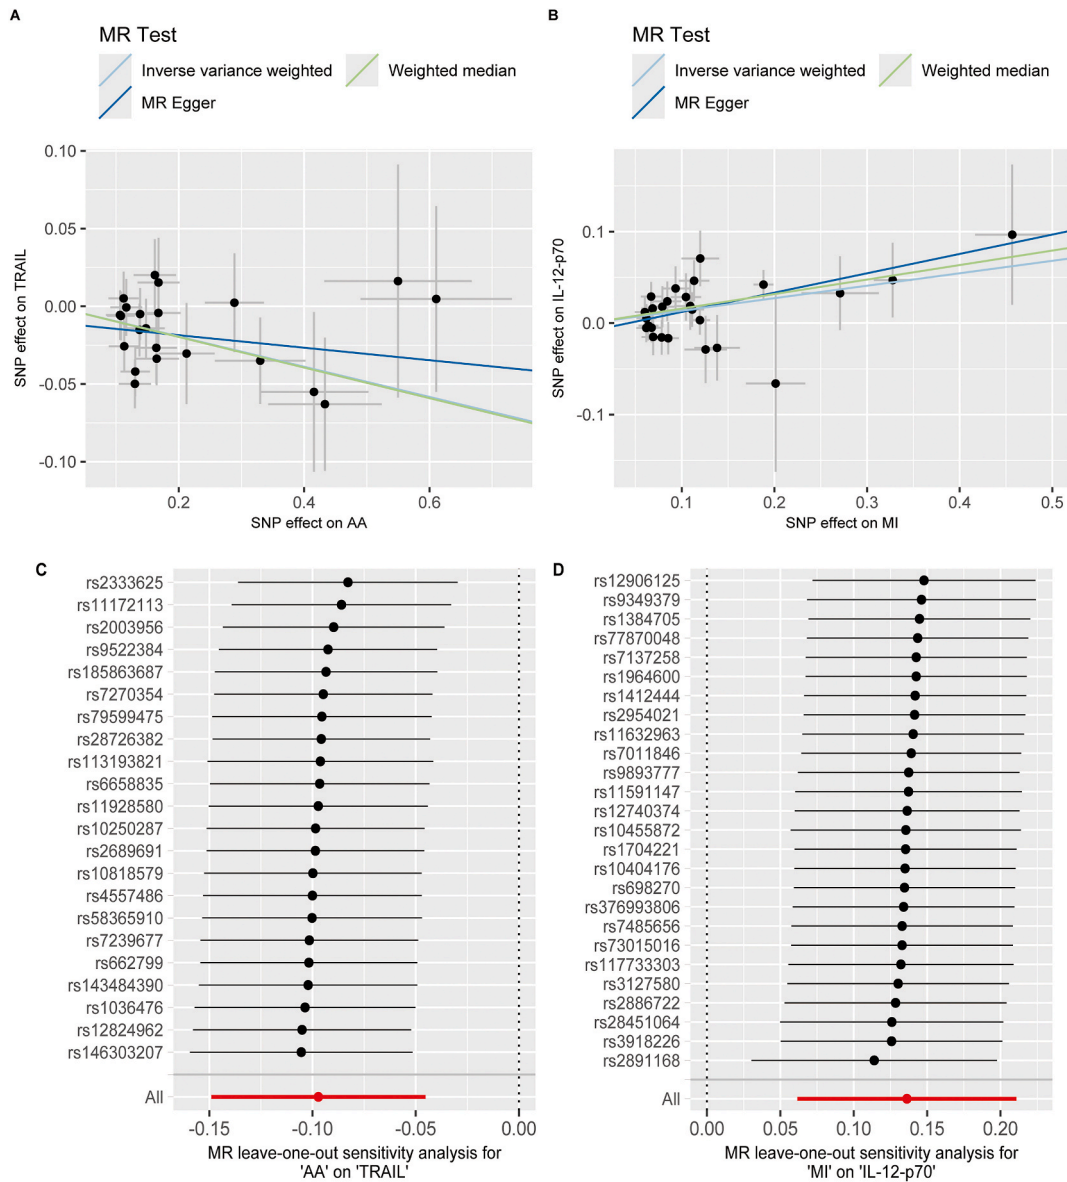 A
MR Test
Inverse variance weighted
Weighted median
MR Egger
SNP effect on TRAIL
0.10
0.05
0.00
-0.05
-0.10
0.2
0.4
0.6
SNP effect on AA
B
MR Test
Inverse variance weighted
Weighted median
MR Egger
SNP effect on IL-12-p70
0.1
0.0
-0.1
0.1
0.2
0.3
0.4
0.5
SNP effect on MI
C
rs2333625
rs11172113
rs2003956
rs9522384
rs185863687
rs7270354
rs79599475
rs28726382
rs113193821
rs6658835
rs11928580
rs10250287
rs2689691
rs10818579
rs4557486
rs58365910
rs7239677
rs662799
rs143484390
rs1036476
rs12824962
rs146303207
All
-0.15
-0.10
-0.05
0.00
MR leave-one-out sensitivity analysis for
'AA' on 'TRAIL'
D
rs12906125
rs9349379
rs1384705
rs77870048
rs7137258
rs1964600
rs1412444
rs2954021
rs11632963
rs7011846
rs9893777
rs11591147
rs12740374
rs10455872
rs1704221
rs10404176
rs698270
rs376993806
rs7485656
rs73015016
rs117733303
rs3127580
rs2886722
rs28451064
rs3918226
rs2891168
All
0.00
0.05
0.10
0.15
0.20
MR leave-one-out sensitivity analysis for
'MI' on 'IL-12-p70'